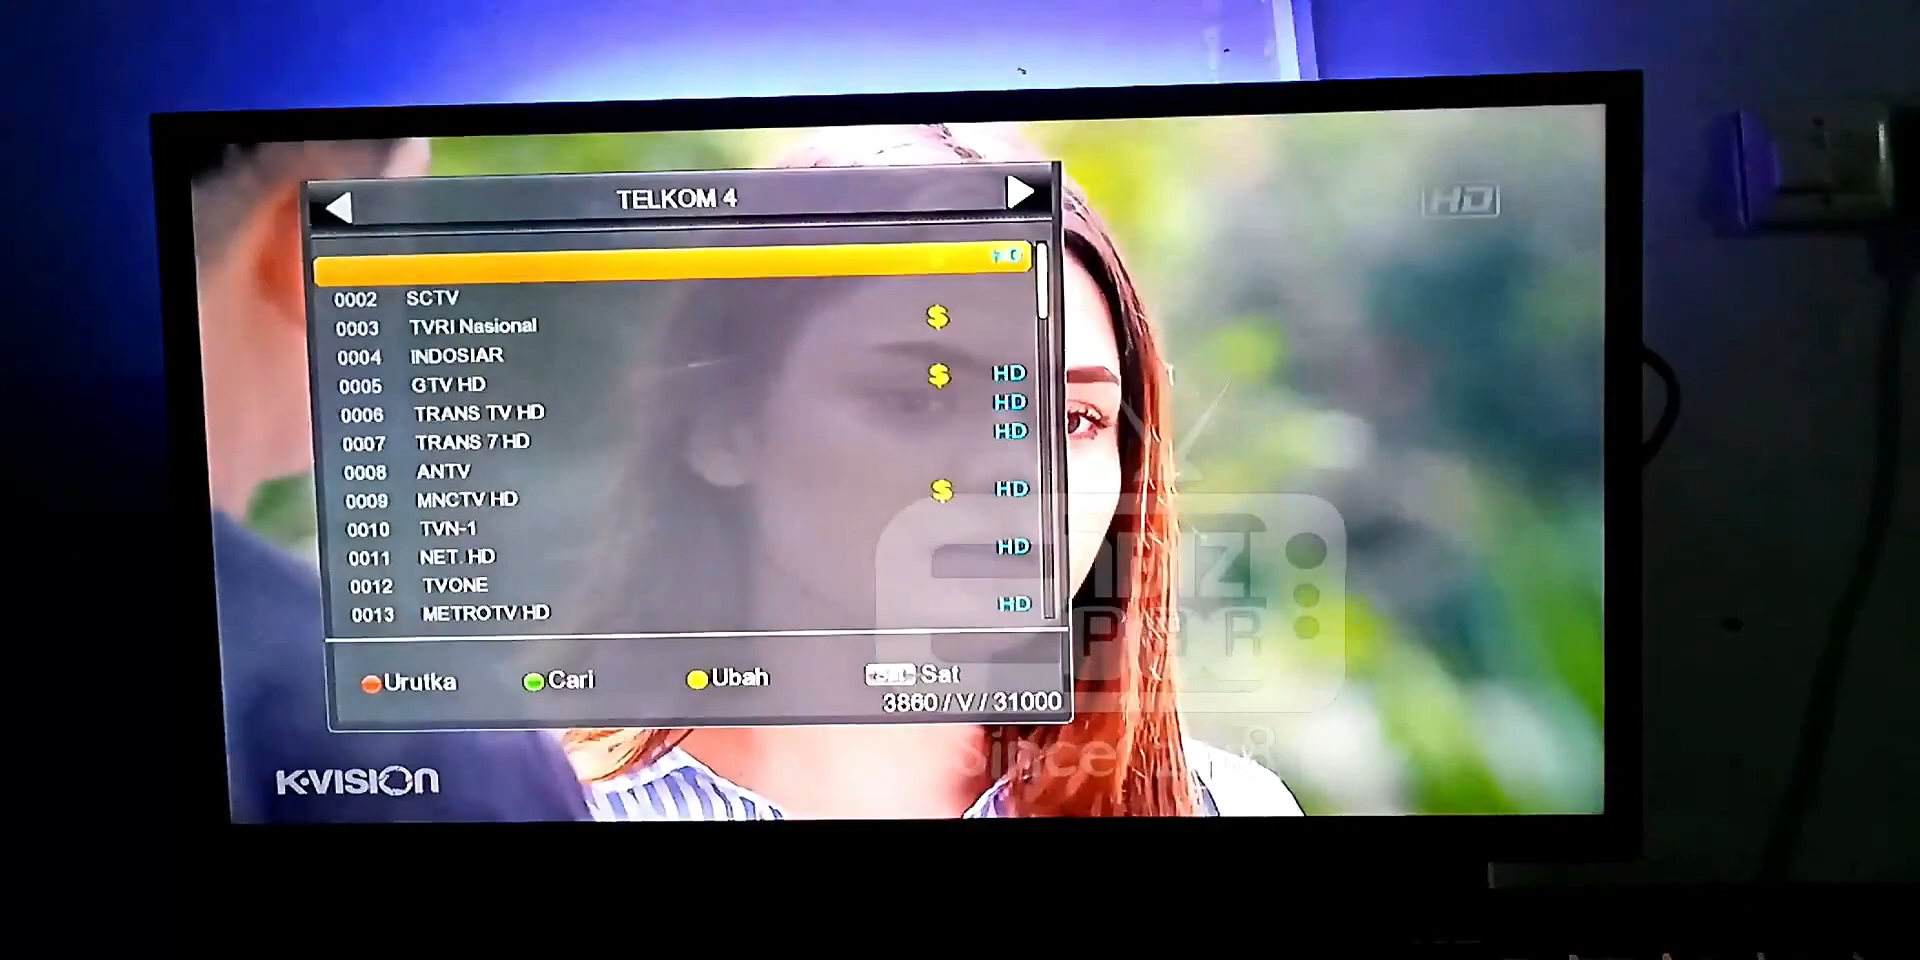 TELKOM 4
HD
HD
0002 SCTV
0003 TVRI Nasional $
0004 INDOSIAR
0005 GTV HD $ HD
0006 TRANS TV HD HD
0007 TRANS 7 HD HD
0008 ANTV
0009 MNCTV HD $ HD
0010 TVN-1
0011 NET. HD HD
0012 TVONE
0013 METROTV HD HD
Urutka Cari Ubah Sat
3860 / V / 31000
K-VISION
Since